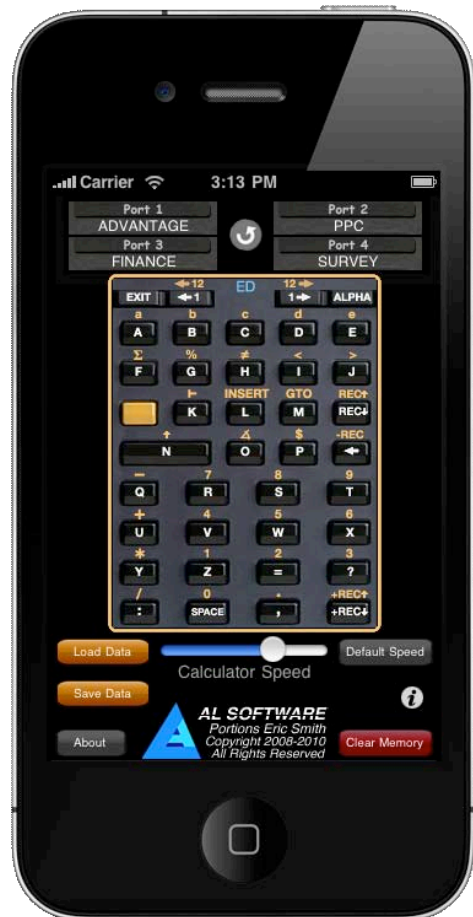 Carrier 3:13 PM
Port 1 Port 2
ADVANTAGE PPC
Port 3 Port 4
FINANCE SURVEY
←12 ED 12→
EXIT ←1 1→ ALPHA
a b c d e
A B C D E
Σ % ≠ < >
F G H I J
⊢ INSERT GTO REC↑
K L M REC↓
↑ ∡ $ -REC
N O P ←
− 7 8 9
Q R S T
+ 4 5 6
U V W X
* 1 2 3
Y Z = ?
/ 0 . +REC↑
: SPACE , +REC↓
Load Data Default Speed
Calculator Speed
Save Data i
AL SOFTWARE
Portions Eric Smith
About Copyright 2008-2010 Clear Memory
All Rights Reserved